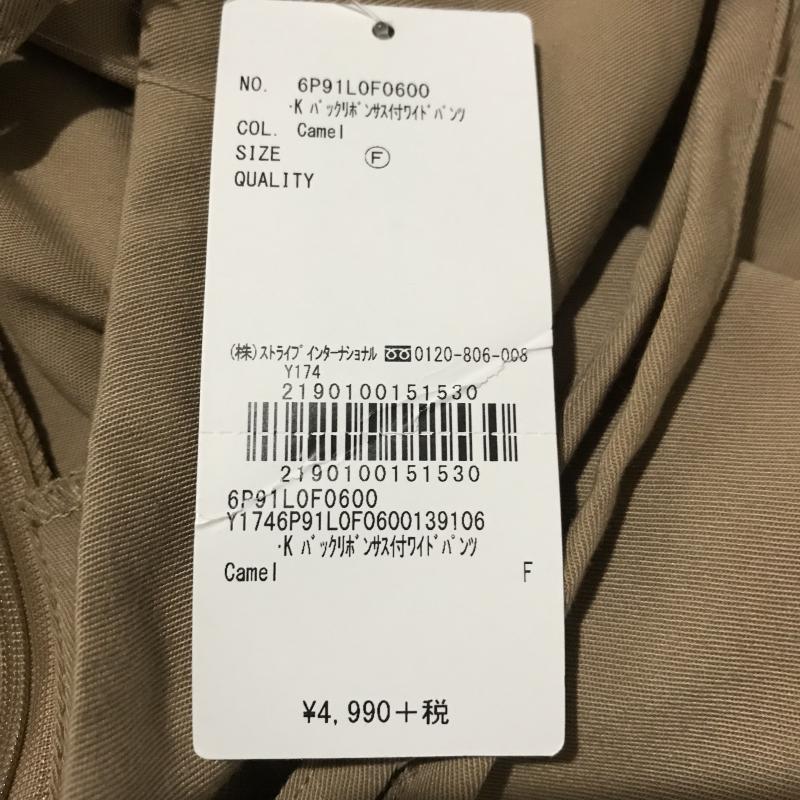 NO. 6P91L0F0600
·K ﾊﾞｯｸﾘﾎﾞﾝｻｽ付ﾜｲﾄﾞﾊﾟﾝﾂ
COL. Camel
SIZE Ⓕ
QUALITY
(株)ｽﾄﾗｲﾌﾟｲﾝﾀｰﾅｼｮﾅﾙ 0120-806-008
Y174
2190100151530
2190100151530
6P91L0F0600
Y1746P91L0F0600139106
·K ﾊﾞｯｸﾘﾎﾞﾝｻｽ付ﾜｲﾄﾞﾊﾟﾝﾂ
Camel F
¥4,990+税